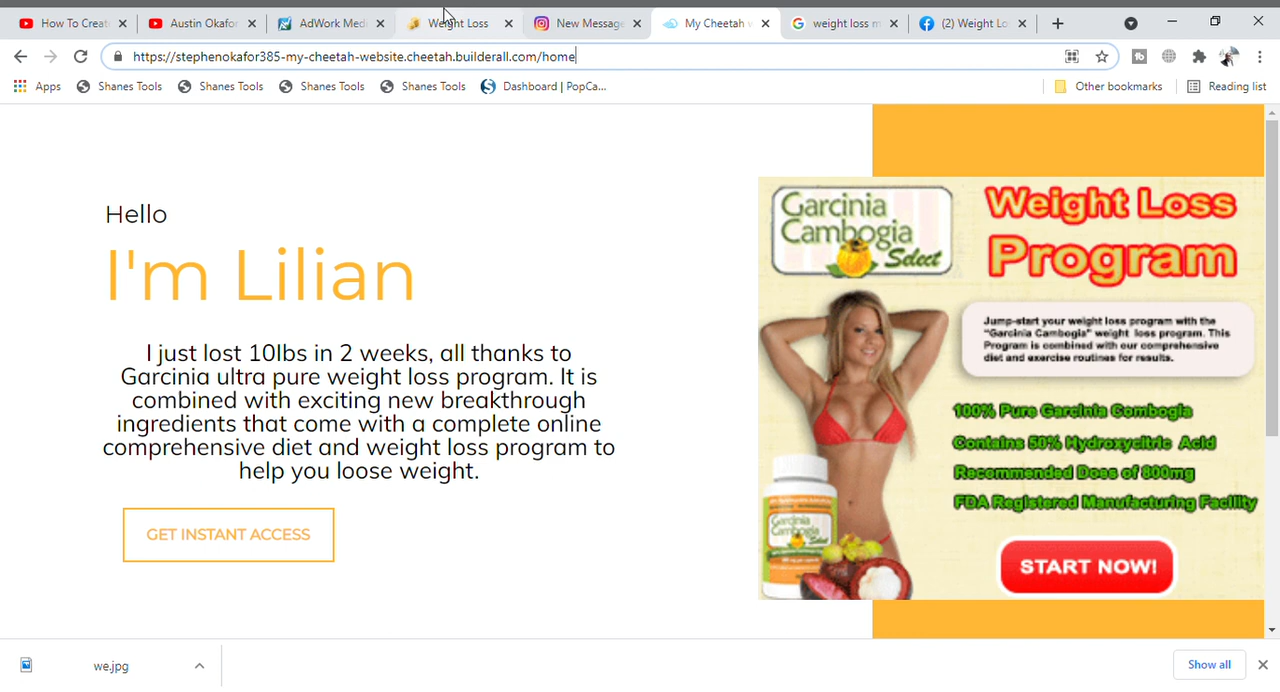 How To Creat
Austin Okafor
AdWork Med
Weight Loss
New Message
My Cheetah w
weight loss m
(2) Weight Lo
https://stephenokafor385-my-cheetah-website.cheetah.builderall.com/home
Apps
Shanes Tools
Shanes Tools
Shanes Tools
Shanes Tools
Dashboard | PopCa...
Other bookmarks
Reading list
Hello
I'm Lilian
I just lost 10lbs in 2 weeks, all thanks to
Garcinia ultra pure weight loss program. It is
combined with exciting new breakthrough
ingredients that come with a complete online
comprehensive diet and weight loss program to
help you loose weight.
GET INSTANT ACCESS
Garcinia
Cambogia
Select
Weight Loss
Program
Jump-start your weight loss program with the
"Garcinia Cambogia" weight loss program. This
Program is combined with our comprehensive
diet and exercise routines for results.
100% Pure Garcinia Combogia
Contains 50% Hydroxycitric Acid
Recommended Doss of 800mg
FDA Registered Manufacturing Facility
Garcinia
Cambogia
Select
START NOW!
we.jpg
Show all